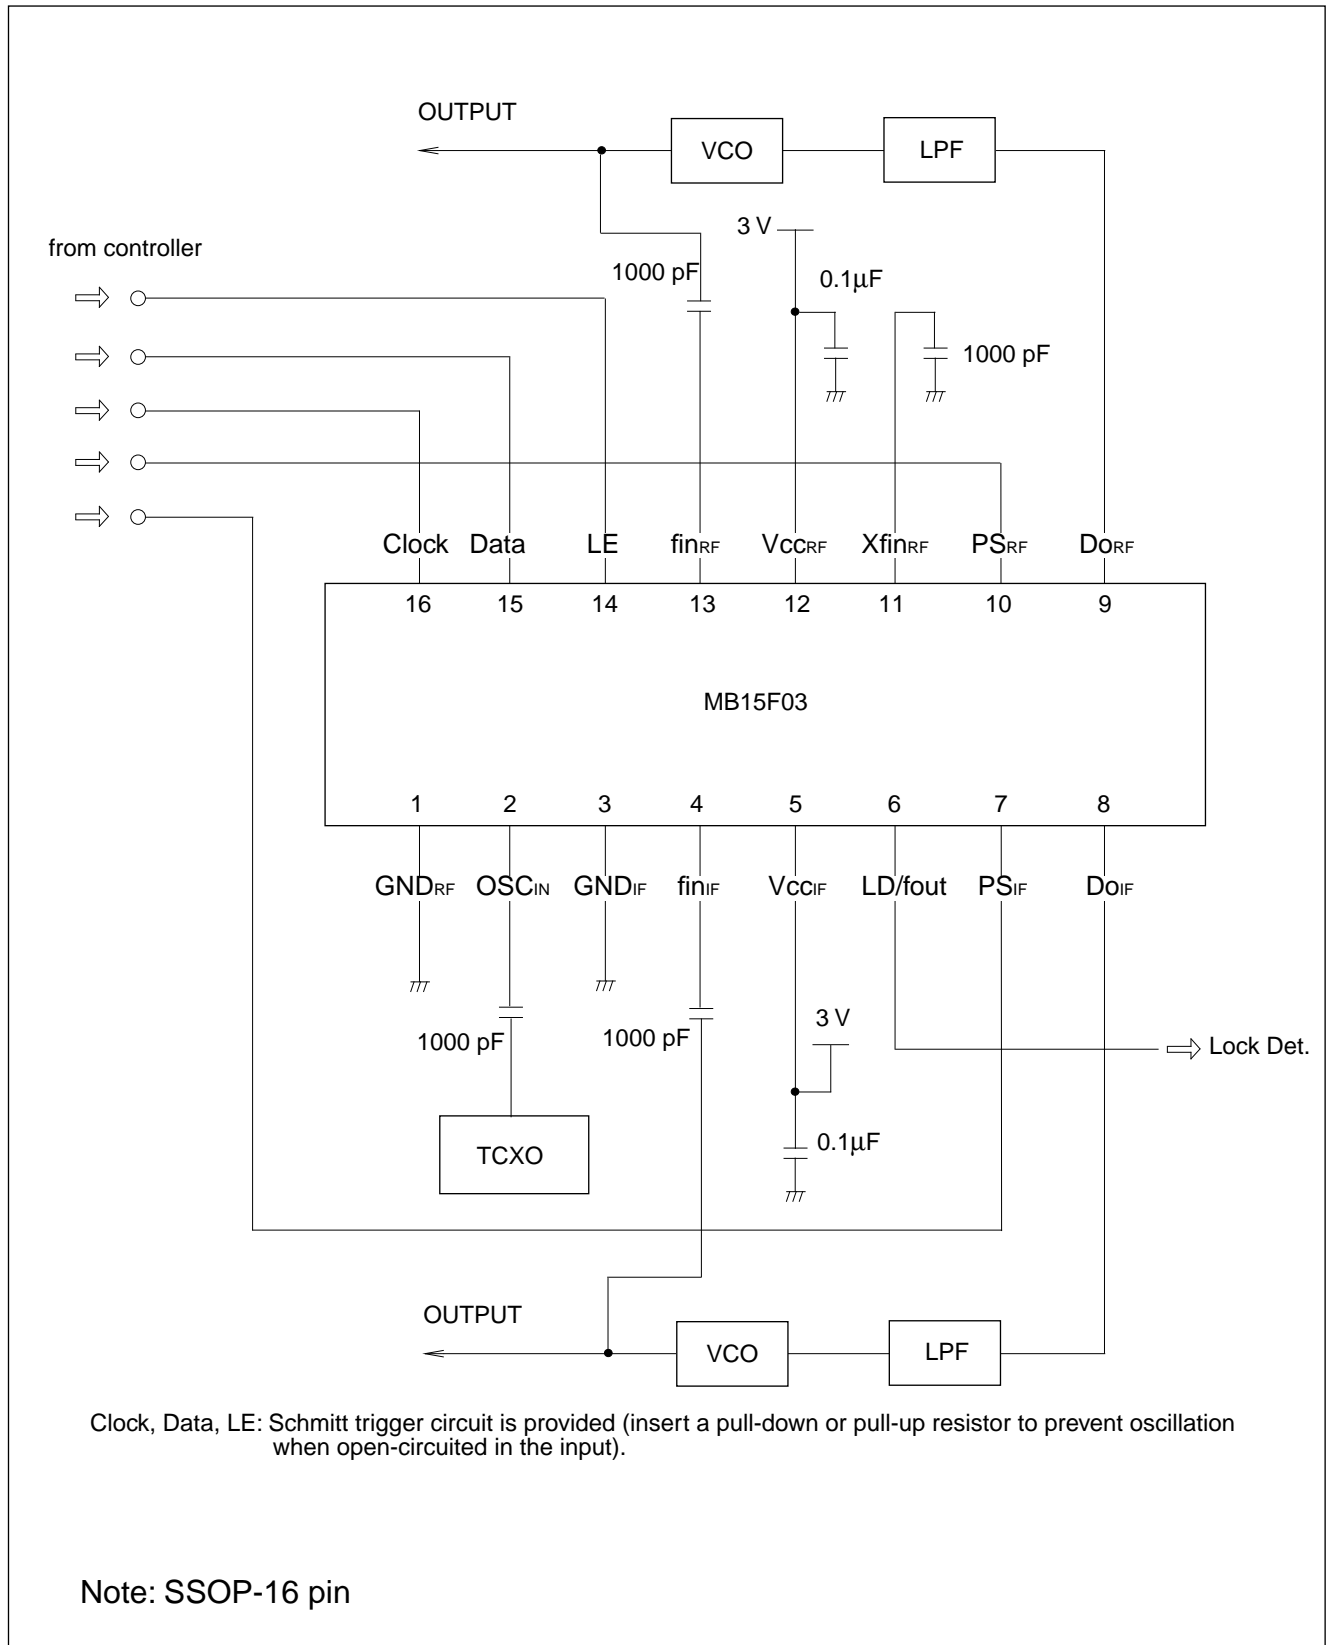 OUTPUT
VCO
LPF
3 V
from controller
1000 pF
0.1µF
1000 pF
Clock Data LE finRF VccRF XfinRF PSRF DoRF
16 15 14 13 12 11 10 9
MB15F03
1 2 3 4 5 6 7 8
GNDRF OSCIN GNDIF finIF VccIF LD/fout PSIF DoIF
3 V
1000 pF
1000 pF
Lock Det.
0.1µF
TCXO
OUTPUT
VCO
LPF
Clock, Data, LE: Schmitt trigger circuit is provided (insert a pull-down or pull-up resistor to prevent oscillation
when open-circuited in the input).
Note: SSOP-16 pin